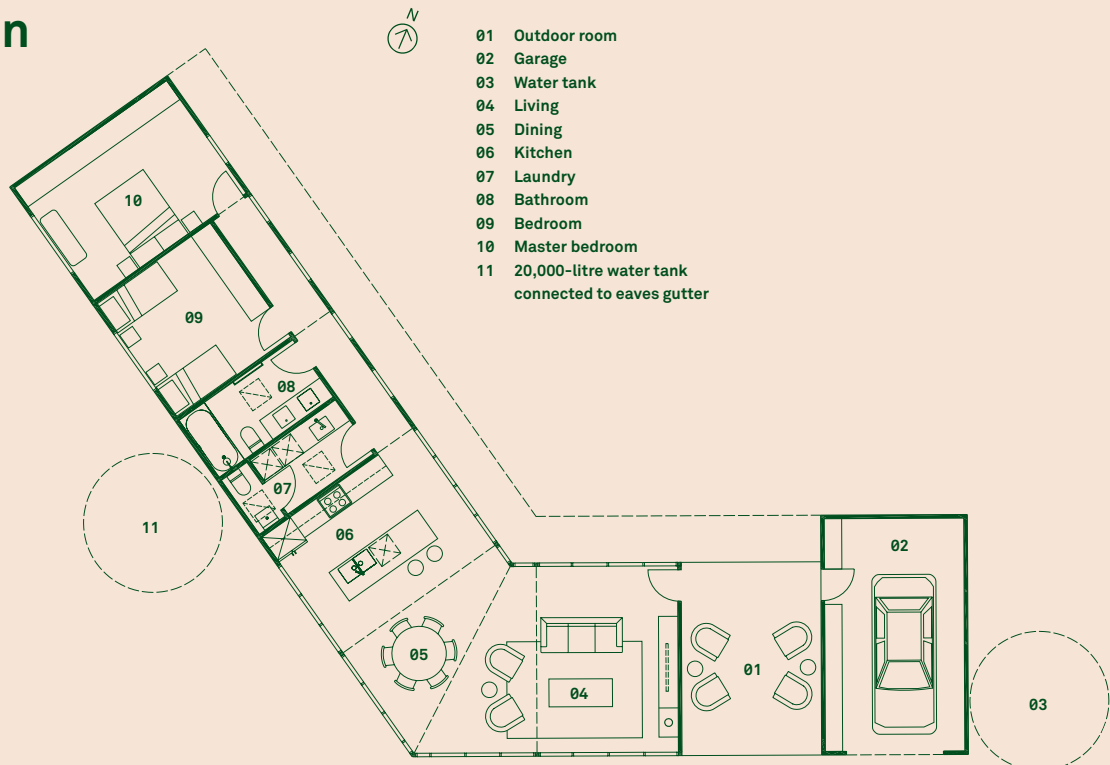 n
N
01 Outdoor room
02 Garage
03 Water tank
04 Living
05 Dining
06 Kitchen
07 Laundry
08 Bathroom
09 Bedroom
10 Master bedroom
11 20,000-litre water tank
connected to eaves gutter
10
09
08
07
11
06
02
05
04
01
03